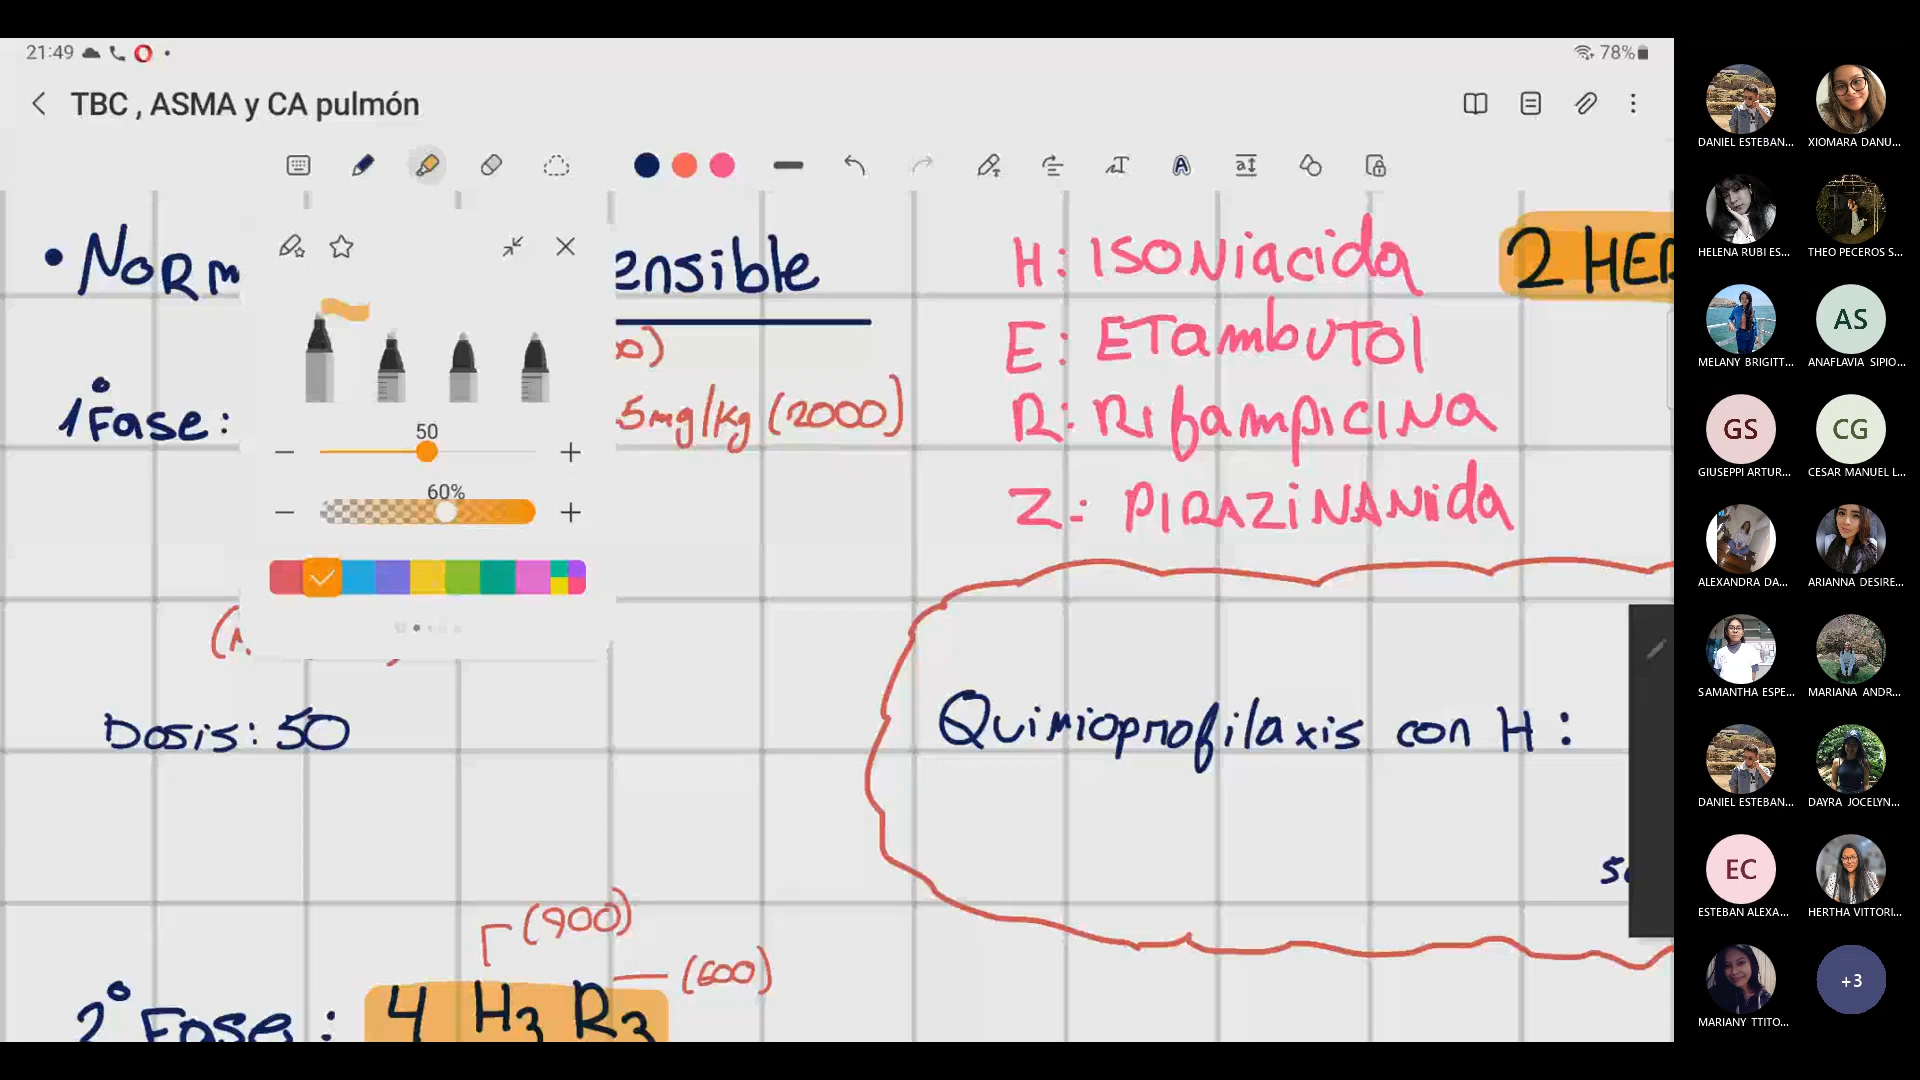 21:49
78%
TBC , ASMA y CA pulmón
50
60%
• NORM
ensible
1° Fase:
5mg/kg (2000)
H: ISONiacida
E: ETambuTOl
R: Rifampicina
Z: PIRAZINAMida
2 HER
Dosis: 50
Quimioprofilaxis con H:
(900)
(600)
2° Fase: 4 H3 R3
DANIEL ESTEBAN...
XIOMARA DANU...
HELENA RUBI ES...
THEO PECEROS S...
MELANY BRIGITT...
AS
ANAFLAVIA SIPIO...
GS
GIUSEPPI ARTUR...
CG
CESAR MANUEL L...
ALEXANDRA DA...
ARIANNA DESIRE...
SAMANTHA ESPE...
MARIANA ANDR...
DANIEL ESTEBAN...
DAYRA JOCELYN...
EC
ESTEBAN ALEXA...
HERTHA VITTORI...
MARIANY TTITO...
+3